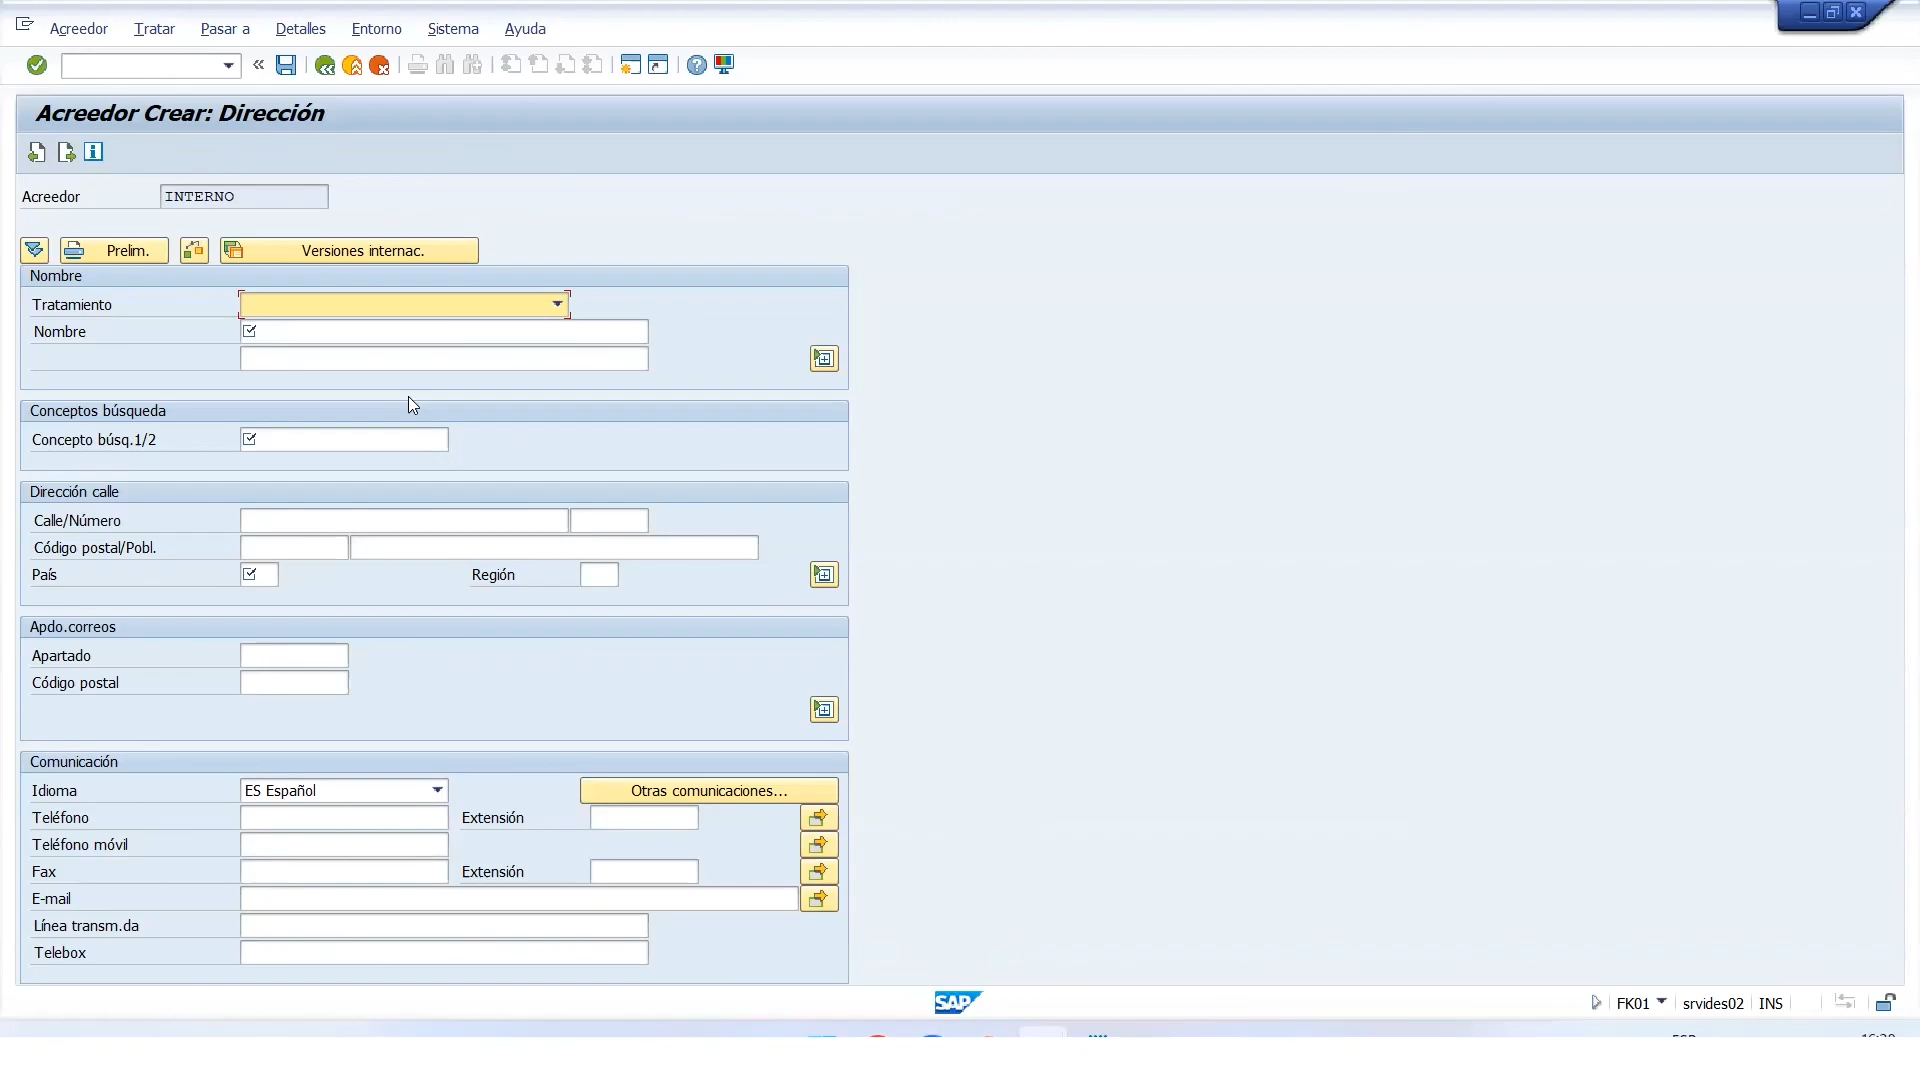 Acreedor Tratar Pasar a Detalles Entorno Sistema Ayuda
Acreedor Crear: Dirección
Acreedor INTERNO
Prelim. Versiones internac.
Nombre
Tratamiento
Nombre
Conceptos búsqueda
Concepto búsq.1/2
Dirección calle
Calle/Número
Código postal/Pobl.
País Región
Apdo.correos
Apartado
Código postal
Comunicación
Idioma ES Español Otras comunicaciones...
Teléfono Extensión
Teléfono móvil
Fax Extensión
E-mail
Línea transm.da
Telebox
SAP FK01 srvides02 INS